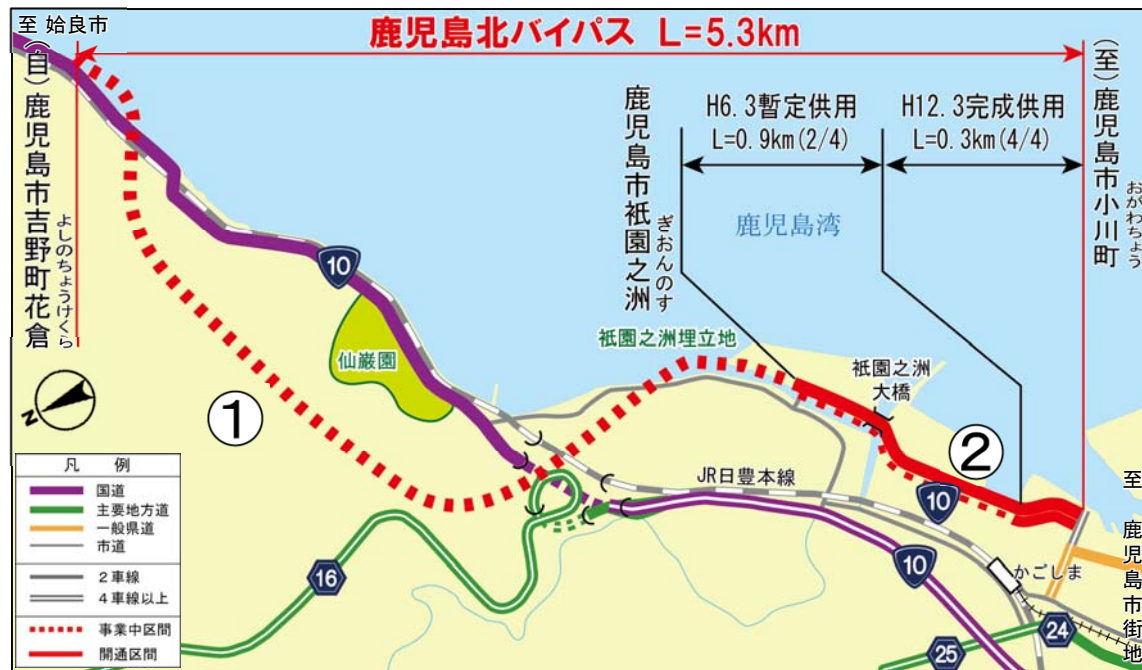 至 姶良市
鹿児島北バイパス L=5.3km
(自)鹿児島市吉野町花倉
よしのちょうけくら
(至)鹿児島市小川町
おがわちょう
鹿児島市祇園之洲
ぎおんのす
H6.3暫定供用
L=0.9km(2/4)
H12.3完成供用
L=0.3km(4/4)
鹿児島湾
10
仙巌園
祇園之洲埋立地
祇園之洲
大橋
N
①
②
JR日豊本線
10
10
16
かごしま
24
25
至 鹿児島市街地
凡 例
国道
主要地方道
一般県道
市道
2車線
4車線以上
事業中区間
開通区間